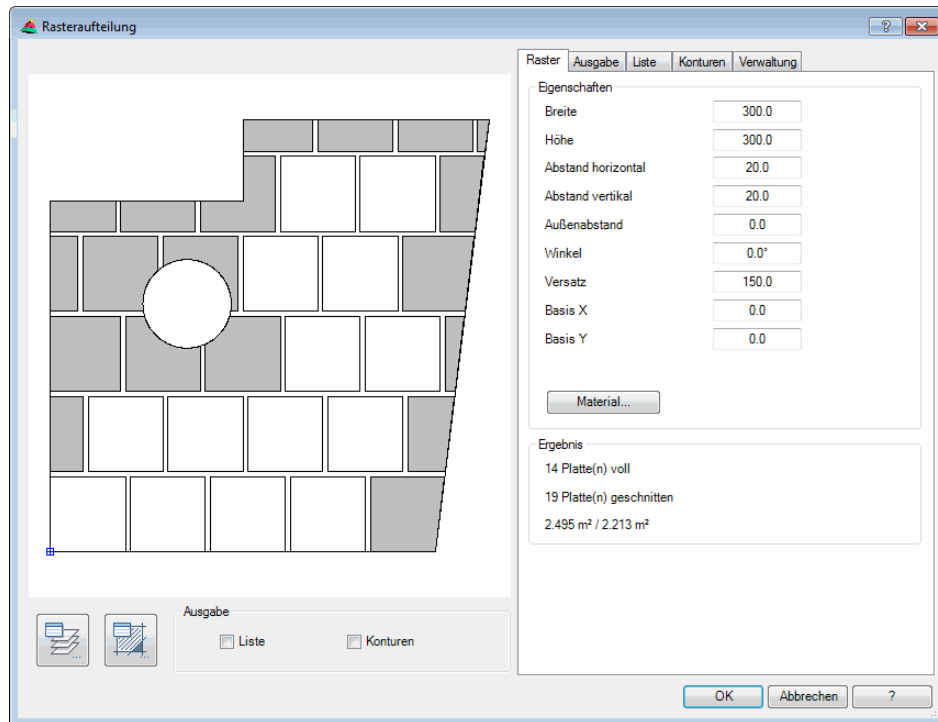 Rasteraufteilung
?
Raster Ausgabe Liste Konturen Verwaltung
Eigenschaften
Breite 300.0
Höhe 300.0
Abstand horizontal 20.0
Abstand vertikal 20.0
Außenabstand 0.0
Winkel 0.0°
Versatz 150.0
Basis X 0.0
Basis Y 0.0
Material...
Ergebnis
14 Platte(n) voll
19 Platte(n) geschnitten
2.495 m² / 2.213 m²
Ausgabe
Liste Konturen
OK Abbrechen ?